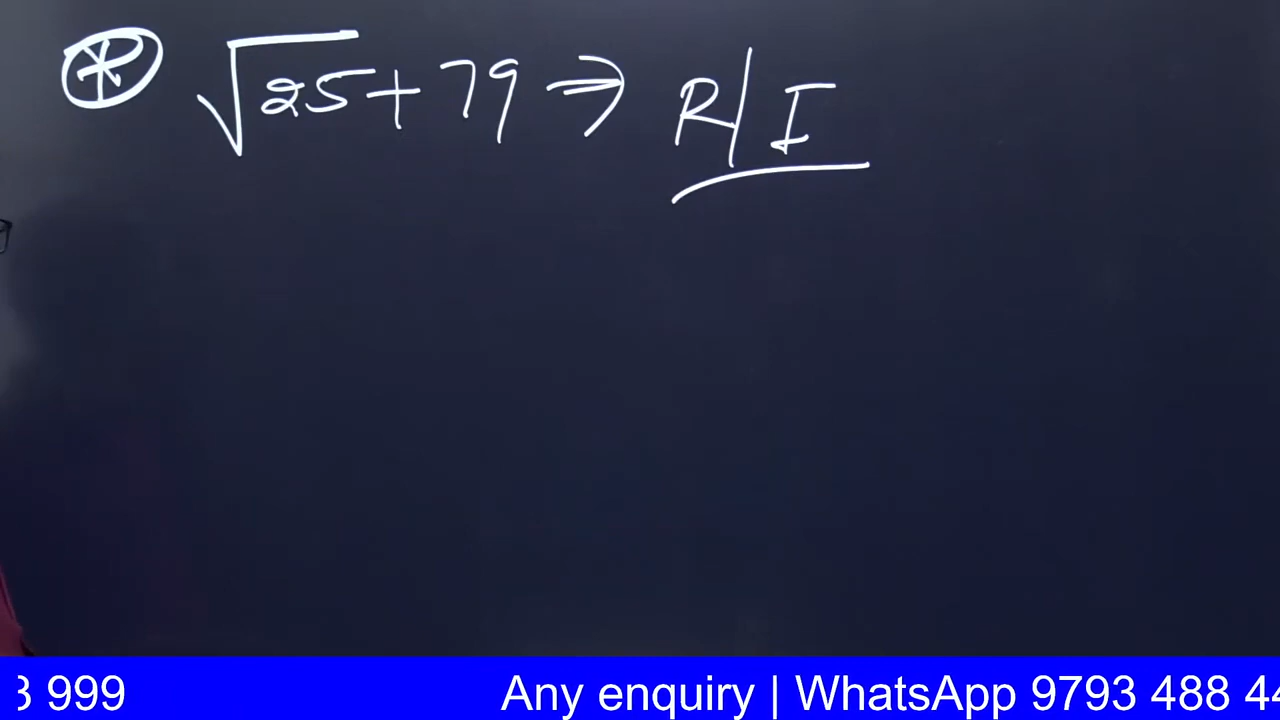 √25 + 79 ⇒ R/I
3 999 Any enquiry | WhatsApp 9793 488 44